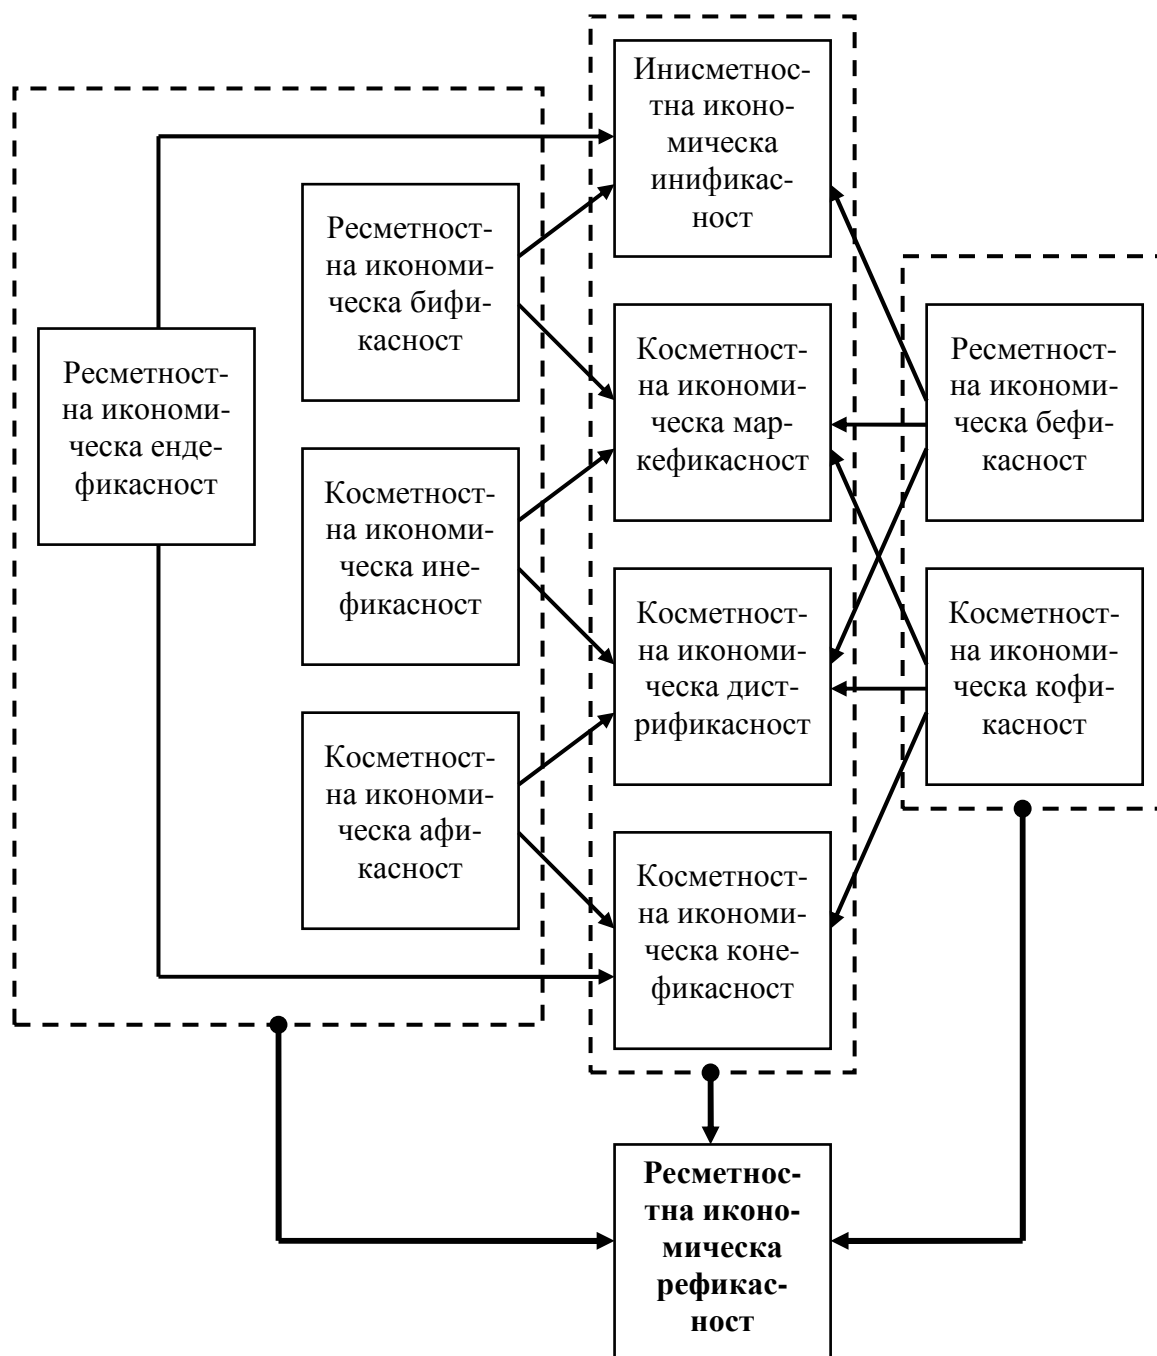 Инисметнос-
тна иконо-
мическа
инификас-
ност
Ресметност-
на икономи-
ческа бифи-
касност
Ресметност-
на икономи-
ческа енде-
фикасност
Косметност-
на икономи-
ческа мар-
кефикасност
Ресметност-
на икономи-
ческа бефи-
касност
Косметност-
на икономи-
ческа ине-
фикасност
Косметност-
на икономи-
ческа дист-
рификасност
Косметност-
на икономи-
ческа кофи-
касност
Косметност-
на икономи-
ческа афи-
касност
Косметност-
на икономи-
ческа коне-
фикасност
Ресметнос-
тна иконо-
мическа
рефикас-
ност